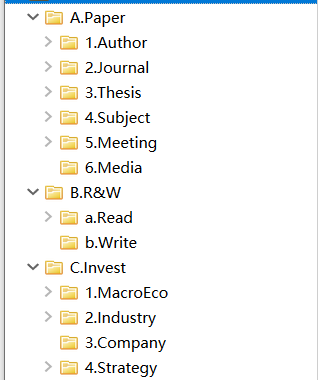 A.Paper
1.Author
2.Journal
3.Thesis
4.Subject
5.Meeting
6.Media
B.R&W
a.Read
b.Write
C.Invest
1.MacroEco
2.Industry
3.Company
4.Strategy